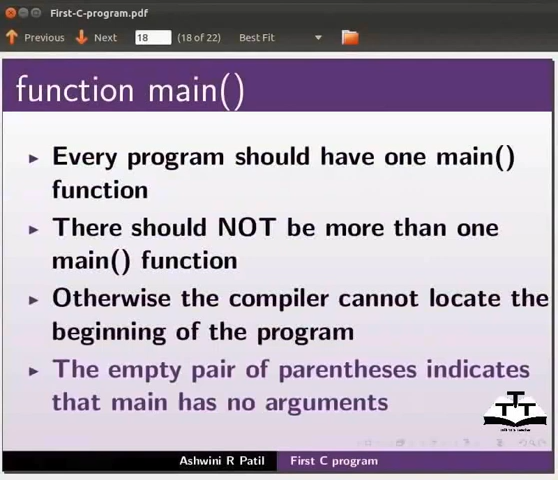 First-C-program.pdf
Previous Next 18 (18 of 22) Best Fit
function main()
Every program should have one main()
function
There should NOT be more than one
main() function
Otherwise the compiler cannot locate the
beginning of the program
The empty pair of parentheses indicates
that main has no arguments
Ashwini R Patil First C program